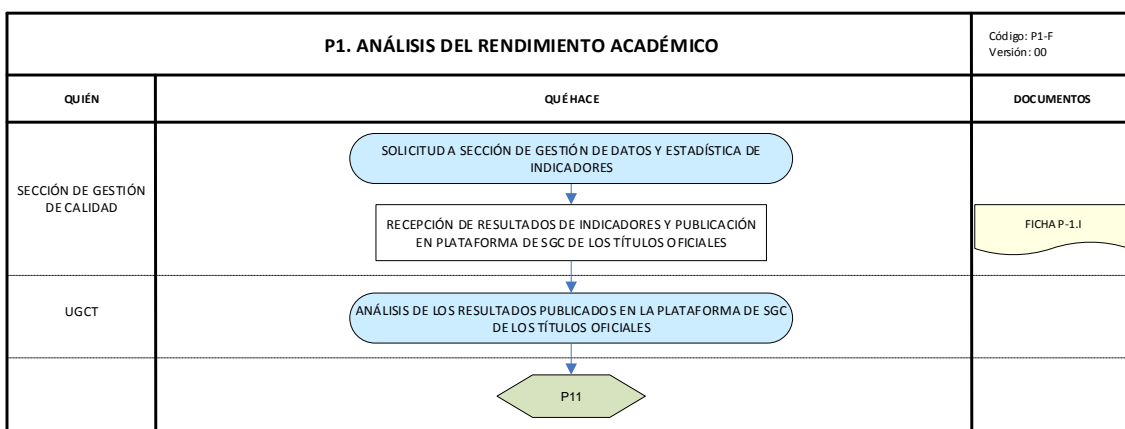 P1. ANÁLISIS DEL RENDIMIENTO ACADÉMICO
Código: P1-F
Versión: 00
QUIÉN
QUÉ HACE
DOCUMENTOS
SECCIÓN DE GESTIÓN
DE CALIDAD
SOLICITUD A SECCIÓN DE GESTIÓN DE DATOS Y ESTADÍSTICA DE
INDICADORES
RECEPCIÓN DE RESULTADOS DE INDICADORES Y PUBLICACIÓN
EN PLATAFORMA DE SGC DE LOS TÍTULOS OFICIALES
FICHA P-1.I
UGCT
ANÁLISIS DE LOS RESULTADOS PUBLICADOS EN LA PLATAFORMA DE SGC
DE LOS TÍTULOS OFICIALES
P11